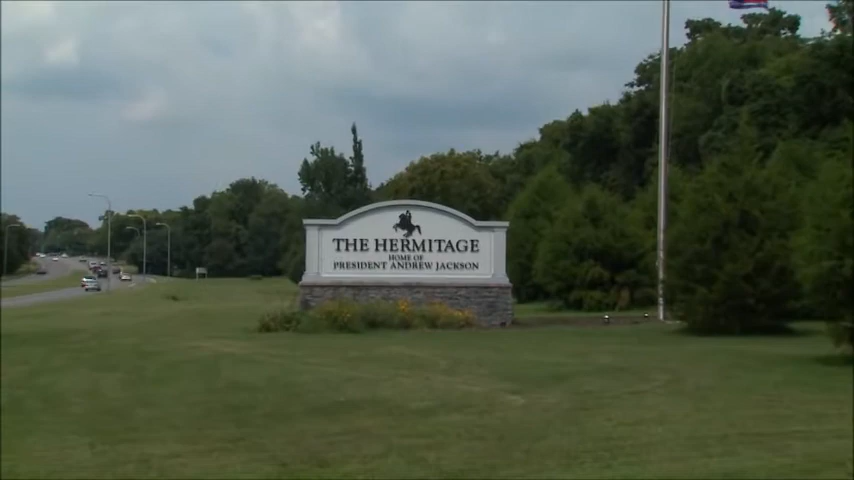 THE HERMITAGE
HOME OF
PRESIDENT ANDREW JACKSON